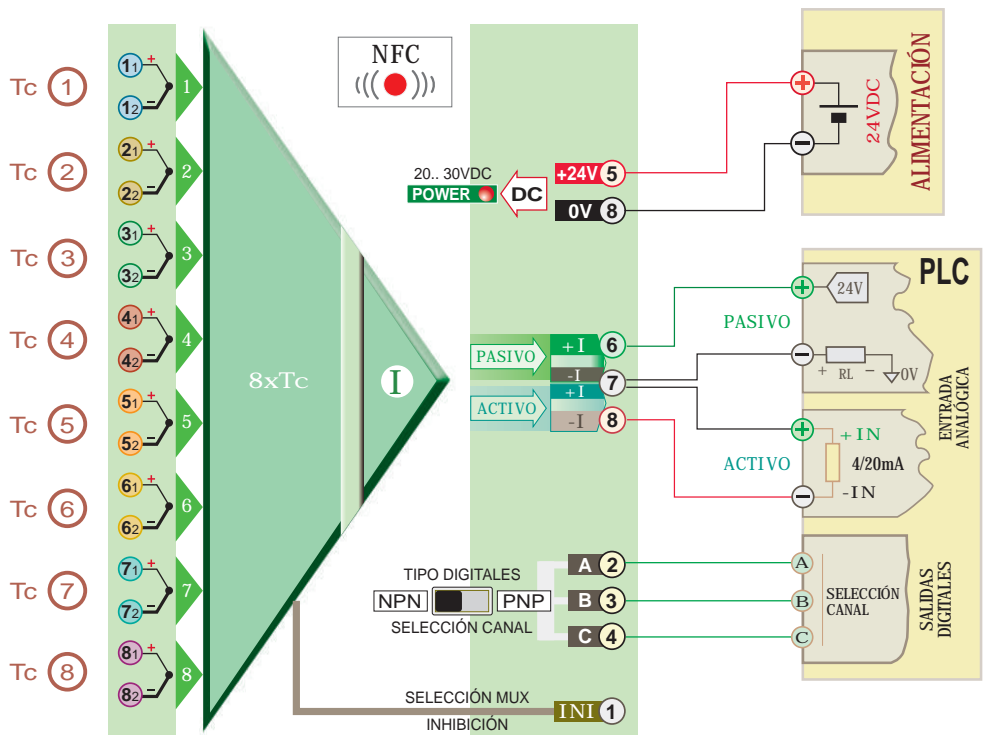 NFC
Tc 1
11 +
12 −
1
Tc 2
21 +
22 −
2
Tc 3
31 +
32 −
3
Tc 4
41 +
42 −
4
Tc 5
51 +
52 −
5
Tc 6
61 +
62 −
6
Tc 7
71 +
72 −
7
Tc 8
81 +
82 −
8
8xTc
I
20.. 30VDC
POWER
DC
+24V 5
0V 8
+
−
24VDC
ALIMENTACIÓN
PASIVO
+I 6
-I 7
ACTIVO
+I
-I 8
PLC
+
24V
PASIVO
−
+ RL − 0V
+
+IN
ACTIVO
4/20mA
−
-IN
ENTRADA
ANALÓGICA
TIPO DIGITALES
NPN
PNP
SELECCIÓN CANAL
A 2
B 3
C 4
A
B
C
SELECCIÓN
CANAL
SALIDAS
DIGITALES
SELECCIÓN MUX
INHIBICIÓN
INI 1